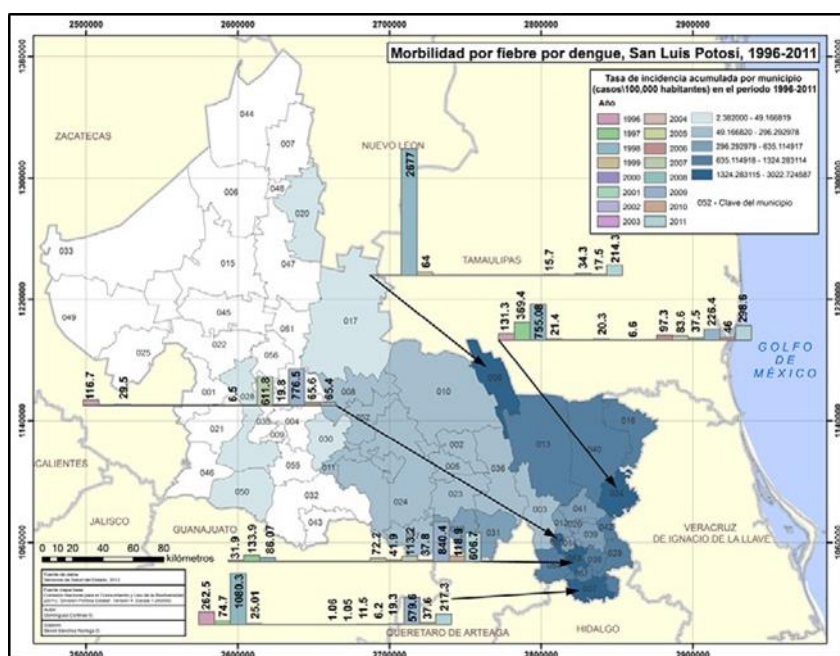 2500000 2600000 2700000 2800000 2900000
Morbilidad por fiebre por dengue, San Luis Potosi, 1996-2011
Tasa de incidencia acumulada por municipio
(casos\100,000 habitantes) en el periodo 1996-2011
Año
1996 2004 2.382000 - 49.166819
1997 2005 49.166820 - 296.292978
1998 2006 296.292979 - 635.114917
1999 2007 635.114918 - 1324.283114
2000 2008 1324.283115 - 3022.724587
2001 2009
2002 2010 052 - Clave del municipio
2003 2011
1380000
1300000
1220000
1140000
1060000
ZACATECAS
NUEVO LEON
TAMAULIPAS
GOLFO
DE
MÉXICO
JALISCO
GUANAJUATO
VERACRUZ
DE IGNACIO DE LA LLAVE
QUERETARO DE ARTEAGA
HIDALGO
044
007
006
048
020
033
015
047
049
045
017
022
061
025
056
001
028
008
010
021
004
009
030
002
013
040
016
046
055
011
005
036
050
032
024
023
003
041
043
031
2677 64 15.7 34.3 17.5 214.3
131.3 369.4 755.08 21.4 20.3 6.6 97.3 83.6 37.5 226.4 46 298.6
116.7 29.5 6.5 611.8 19.8 776.5 65.6 65.4
31.9 133.9 86.07 72.2 41.9 113.2 37.8 840.4 118.9 606.7
262.5 74.7 1080.3 25.01 1.06 1.05 11.5 6.2 19.3 579.6 37.6 217.3
0 10 20 40 60 80
kilómetros
2500000 2600000 2700000 2800000 2900000